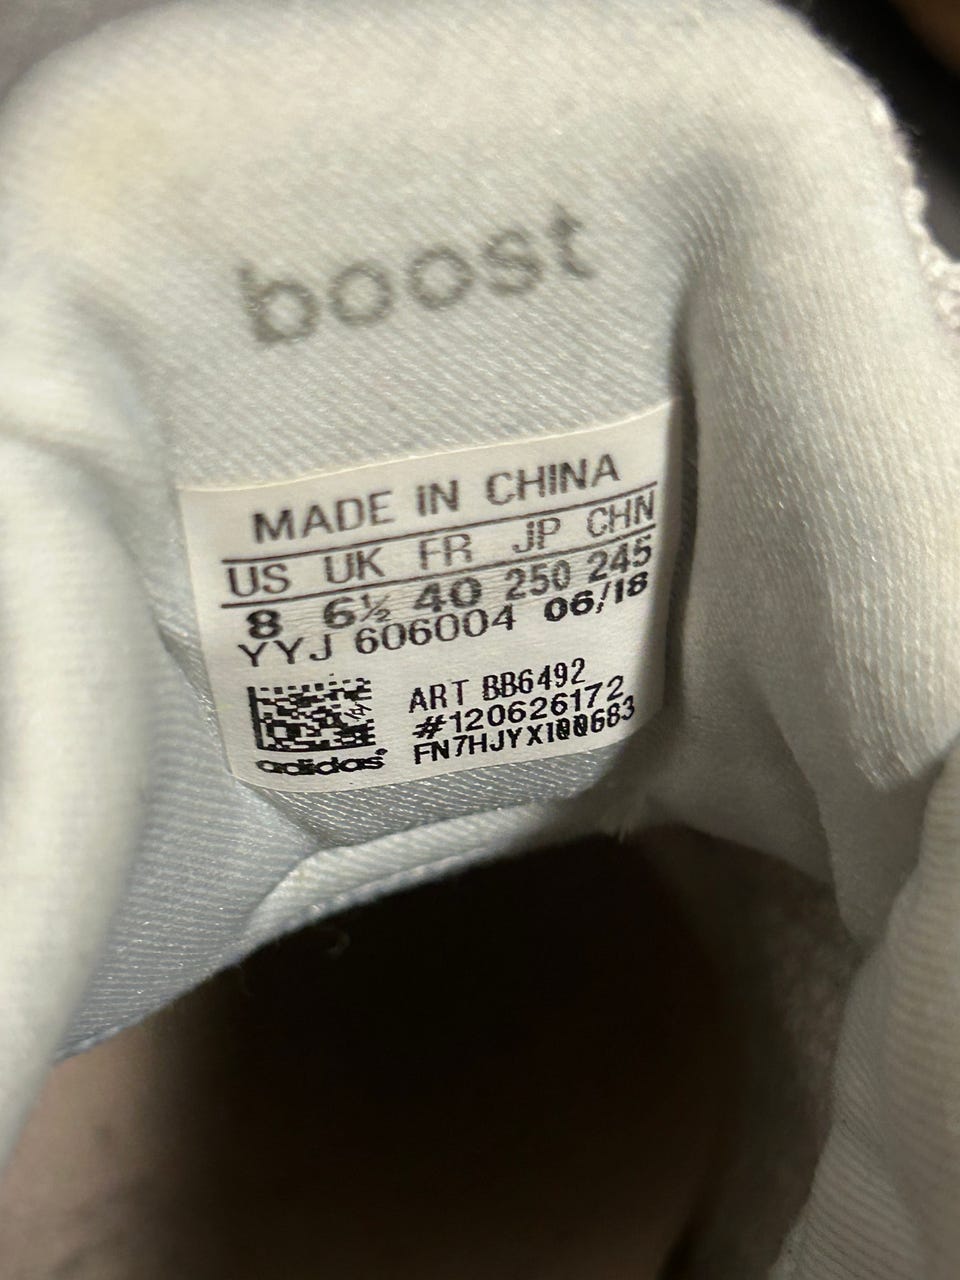 boost
MADE IN CHINA
US UK FR JP CHN
8 6½ 40 250 245
YYJ 606004 06/18
ART BB6492
#120626172
FN7HJYX100683
adidas